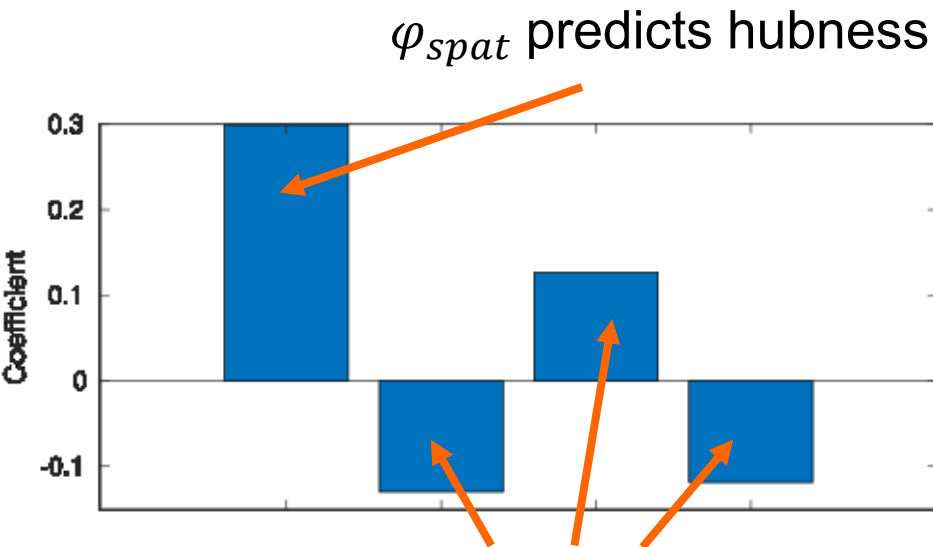 φ_spat predicts hubness
0.3
0.2
0.1
0
-0.1
Coefficient